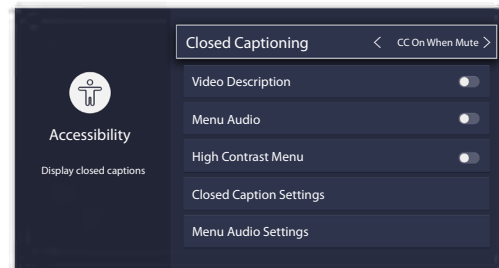 Accessibility
Display closed captions
Closed Captioning < CC On When Mute >
Video Description
Menu Audio
High Contrast Menu
Closed Caption Settings
Menu Audio Settings